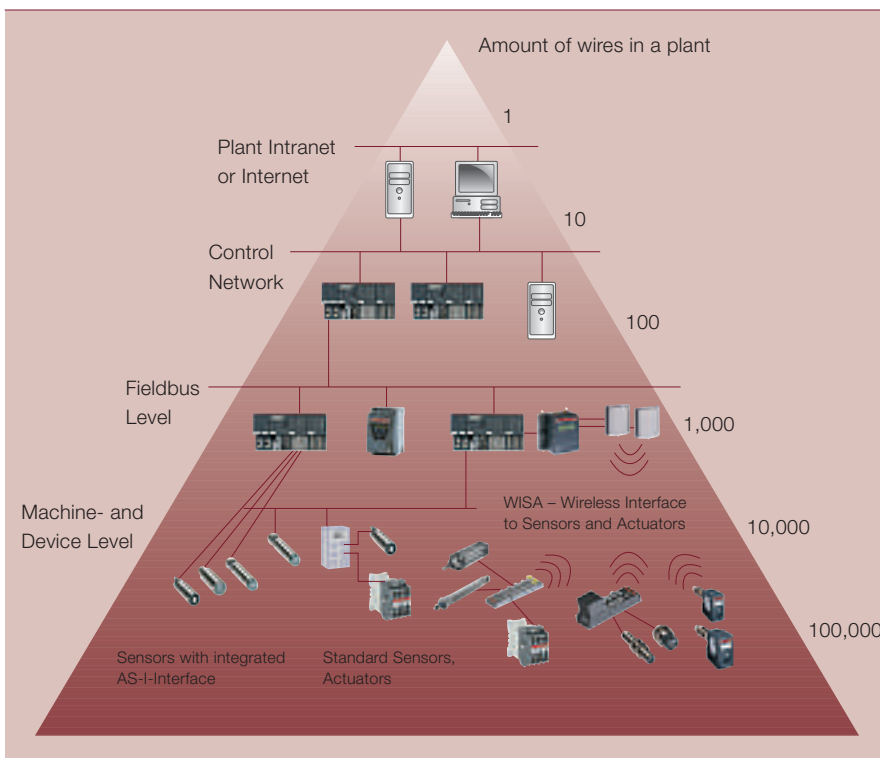 Amount of wires in a plant
1
Plant Intranet
or Internet
10
Control
Network
100
Fieldbus
Level
1,000
WISA – Wireless Interface
to Sensors and Actuators
Machine- and
Device Level
10,000
100,000
Sensors with integrated
AS-I-Interface
Standard Sensors,
Actuators